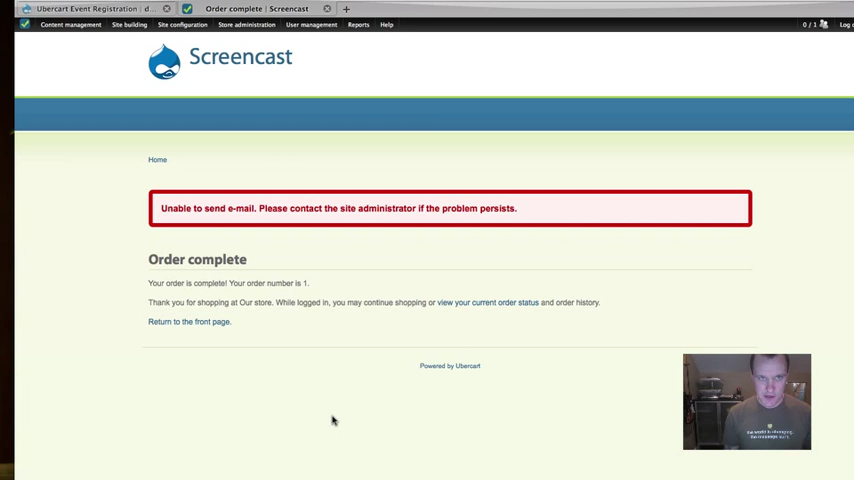 Ubercart Event Registration | d...
Order complete | Screencast
Content management Site building Site configuration Store administration User management Reports Help 0 / 1 Log o
Screencast
Home
Unable to send e-mail. Please contact the site administrator if the problem persists.
Order complete
Your order is complete! Your order number is 1.
Thank you for shopping at Our store. While logged in, you may continue shopping or view your current order status and order history.
Return to the front page.
Powered by Ubercart